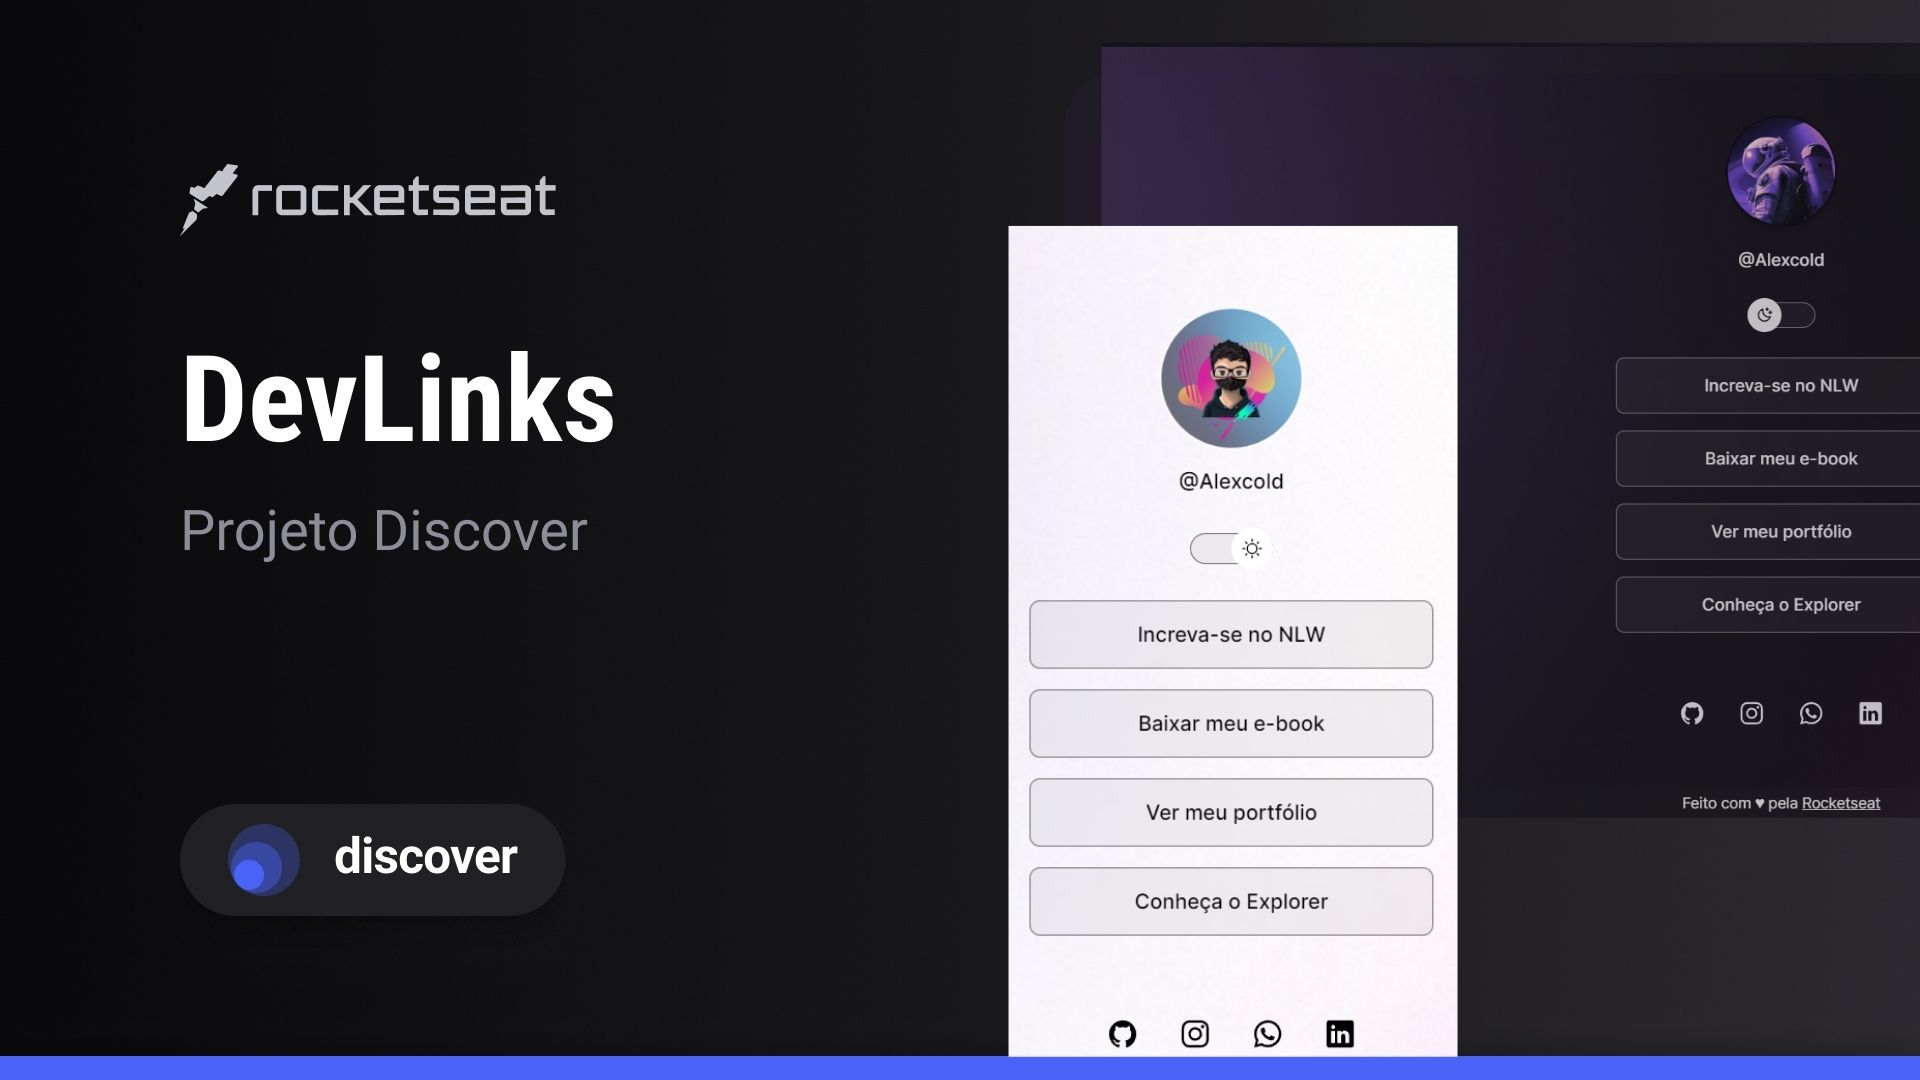 rocketseat
DevLinks
Projeto Discover
discover
@Alexcold
Increva-se no NLW
Baixar meu e-book
Ver meu portfólio
Conheça o Explorer
@Alexcold
Increva-se no NLW
Baixar meu e-book
Ver meu portfólio
Conheça o Explorer
Feito com ♥ pela Rocketseat